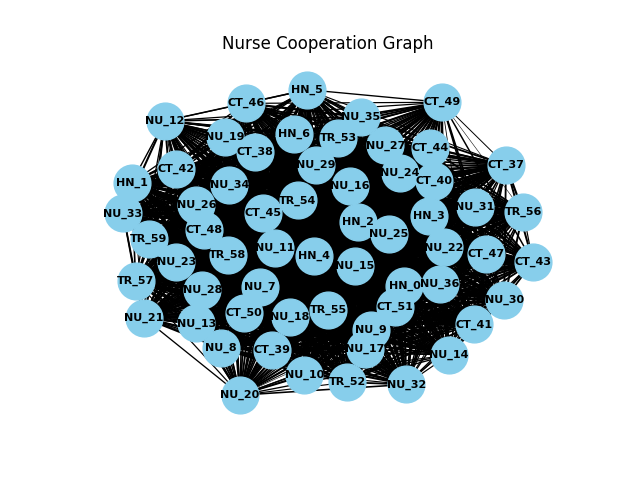 Nurse Cooperation Graph
HN_5
CT_46
CT_49
NU_35
NU_12
HN_6
NU_19
TR_53
NU_27
CT_44
CT_38
NU_29
CT_37
CT_42
NU_24
CT_40
HN_1
NU_34
NU_16
TR_54
NU_26
NU_31
NU_33
CT_45
TR_56
HN_3
HN_2
CT_48
NU_25
TR_59
NU_11
NU_22
CT_47
TR_58
HN_4
NU_23
NU_15
CT_43
TR_57
NU_36
HN_0
NU_7
NU_28
NU_30
CT_51
TR_55
CT_50
NU_21
NU_18
NU_13
CT_41
NU_9
NU_8
CT_39
NU_17
NU_14
NU_10
TR_52
NU_32
NU_20